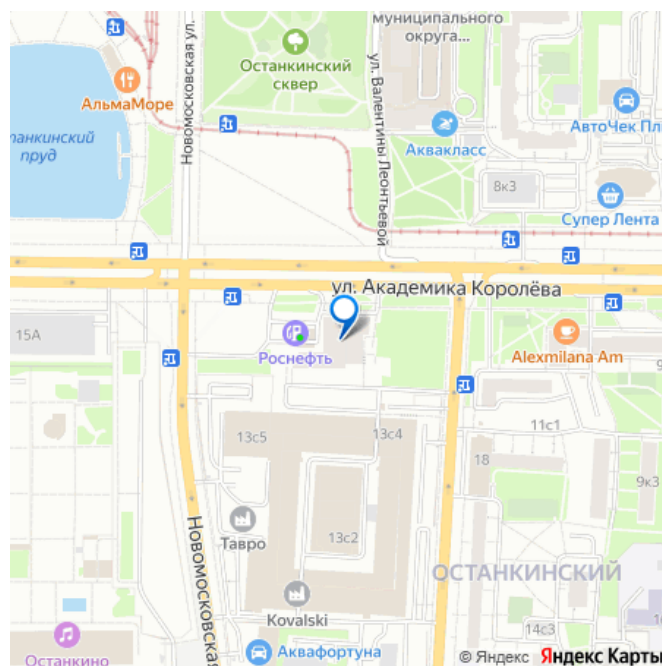 муниципального
округа...
Останкинский
сквер
АльмаМоре
Новомосковская ул.
ул. Валентины Леонтьевой
АвтоЧек Пл
танкинский
пруд
Аквакласс
8к3
Супер Лента
ул. Академика Королёва
15А
Роснефть
Alexmilana Am
11с1
13с5
13с4
18
9к3
Тавро
13с2
Новомосковская
ОСТАНКИНСКИЙ
Kovalski
14с3
Останкино
Аквафортуна
© Яндекс Яндекс Карты